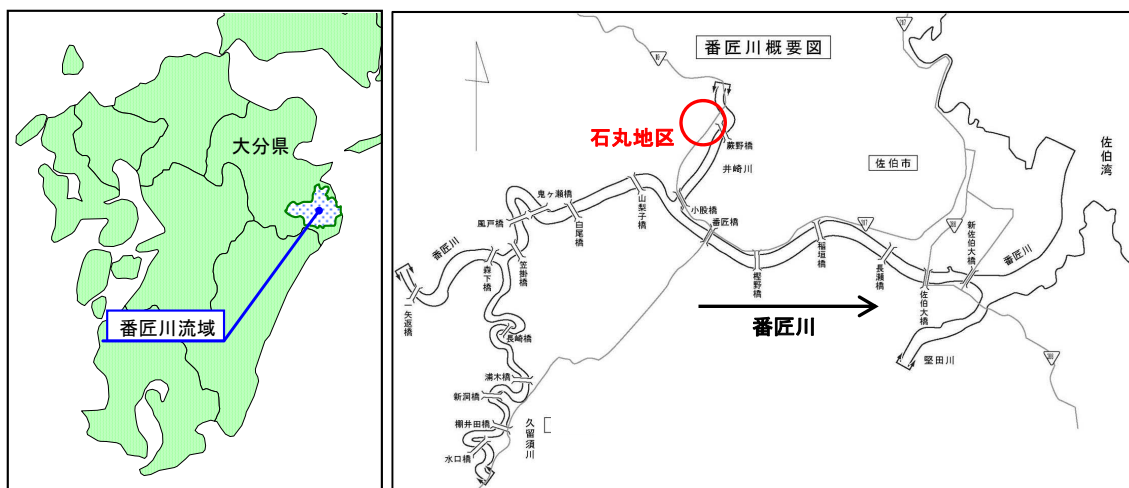 大分県
番匠川流域
番匠川概要図
石丸地区
蕨野橋
井崎川
佐伯市
佐伯湾
鬼ヶ瀬橋
風戸橋
白尾橋
山梨子橋
小股橋
番匠橋
樫野橋
稲垣橋
長瀬橋
佐伯大橋
新佐伯大橋
番匠川
堅田川
番匠川
番匠川
一矢返橋
森下橋
笠掛橋
長崎橋
浦木橋
新洞橋
棚井田橋
水口橋
久留須川